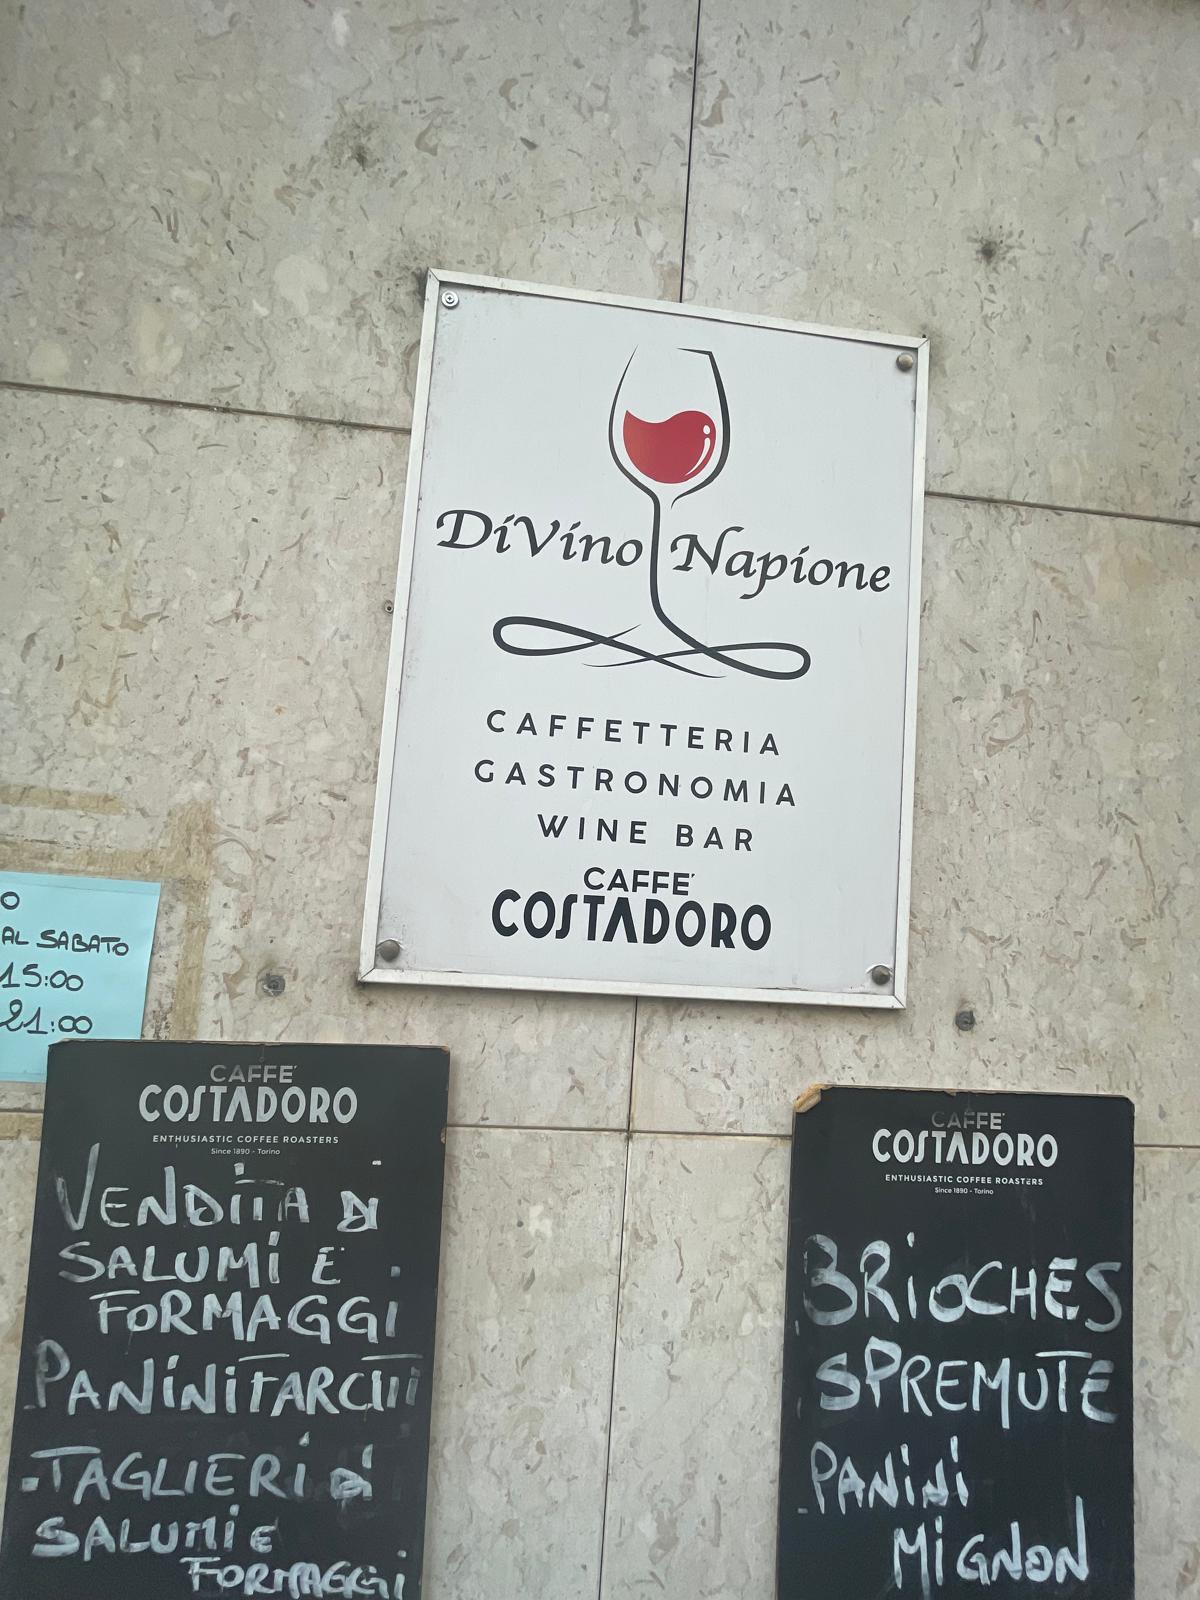 DiVino Napione
CAFFETTERIA
GASTRONOMIA
WINE BAR
CAFFE'
COSTADORO
O
AL SABATO
15:00
21:00
CAFFE'
COSTADORO
ENTHUSIASTIC COFFEE ROASTERS
Since 1890 - Torino
VENDITA DI
SALUMI E
FORMAGGI
PANINI FARCITI
TAGLIERI DI
SALUMI E
FORMAGGI
CAFFE'
COSTADORO
ENTHUSIASTIC COFFEE ROASTERS
Since 1890 - Torino
BRIOCHES
SPREMUTE
PANINI
MIGNON